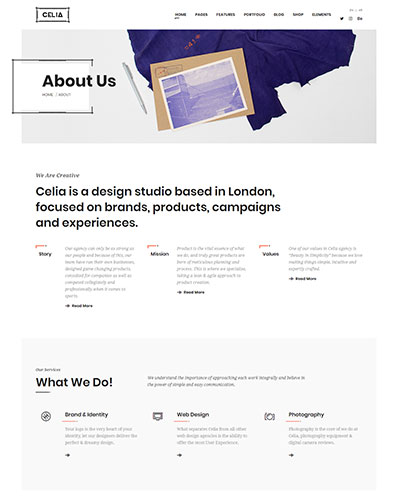 CELIA
HOME PAGES FEATURES PORTFOLIO BLOG SHOP ELEMENTS
About Us
HOME / ABOUT
We Are Creative
Celia is a design studio based in London,
focused on brands, products, campaigns
and experiences.
Story
Our agency can only be as strong as
our people and because of this, our
team have run their own businesses,
designed game changing products,
consulted for companies as well as
competed collegiately and
professionally when it comes to
sports.
Read More
Mission
Product is the vital essence of what
we do, and truly great products are
born of meticulous planning and
process. This is where we specialize,
taking a lean & agile approach to
product creation.
Read More
Values
One of our values in Celia agency is
"Beauty In Simplicity" because we love
making things simple, intuitive and
expertly crafted.
Read More
Our Services
What We Do!
We understand the importance of approaching each work integrally and believe in
the power of simple and easy communication.
Brand & Identity
Your logo is the very heart of your
identity, let our designers deliver the
perfect & dreamy design.
Web Design
What separates Celia from all other
web design agencies is the ability to
offer the most User Experience.
Photography
Photography is the core of we do at
Celia, photography equipment &
digital camera reviews.